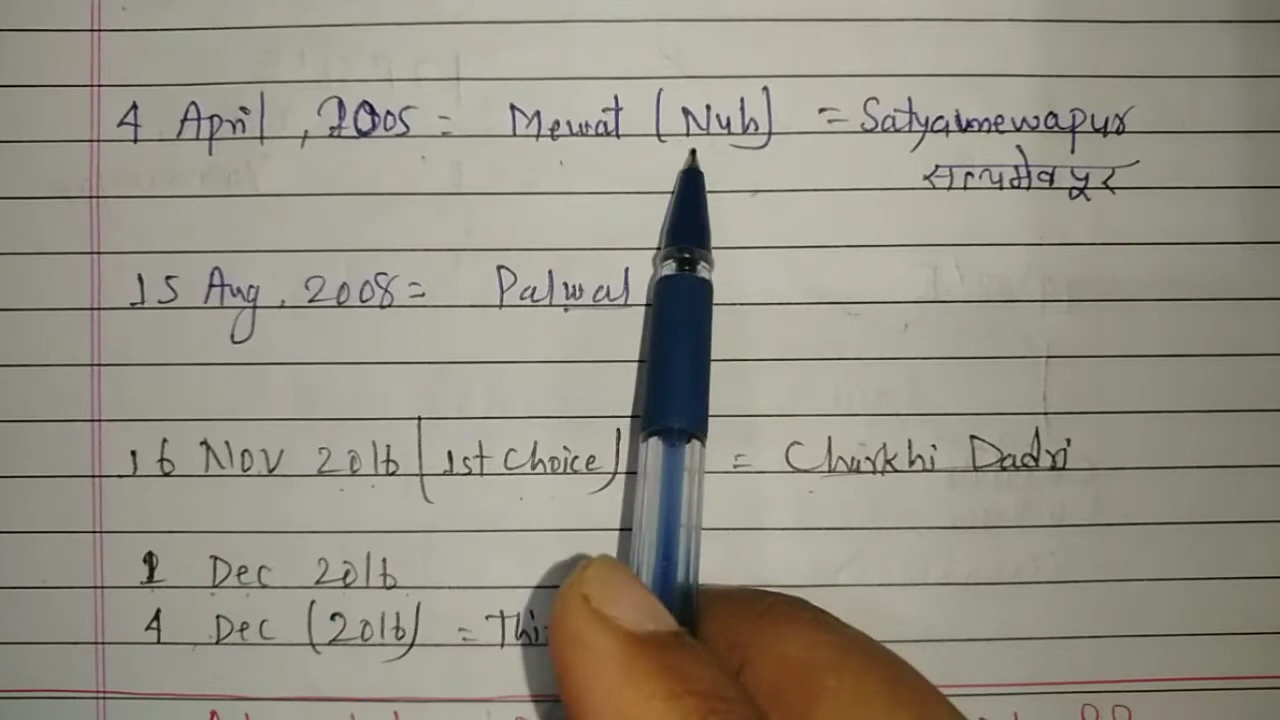 4 April, 2005 = Mewat (Nuh) = Satyamewapur
सत्यमेवपुर
15 Aug, 2008 = Palwal
16 Nov 2016 (1st Choice) = Charkhi Dadri
1 Dec 2016
4 Dec (2016) =